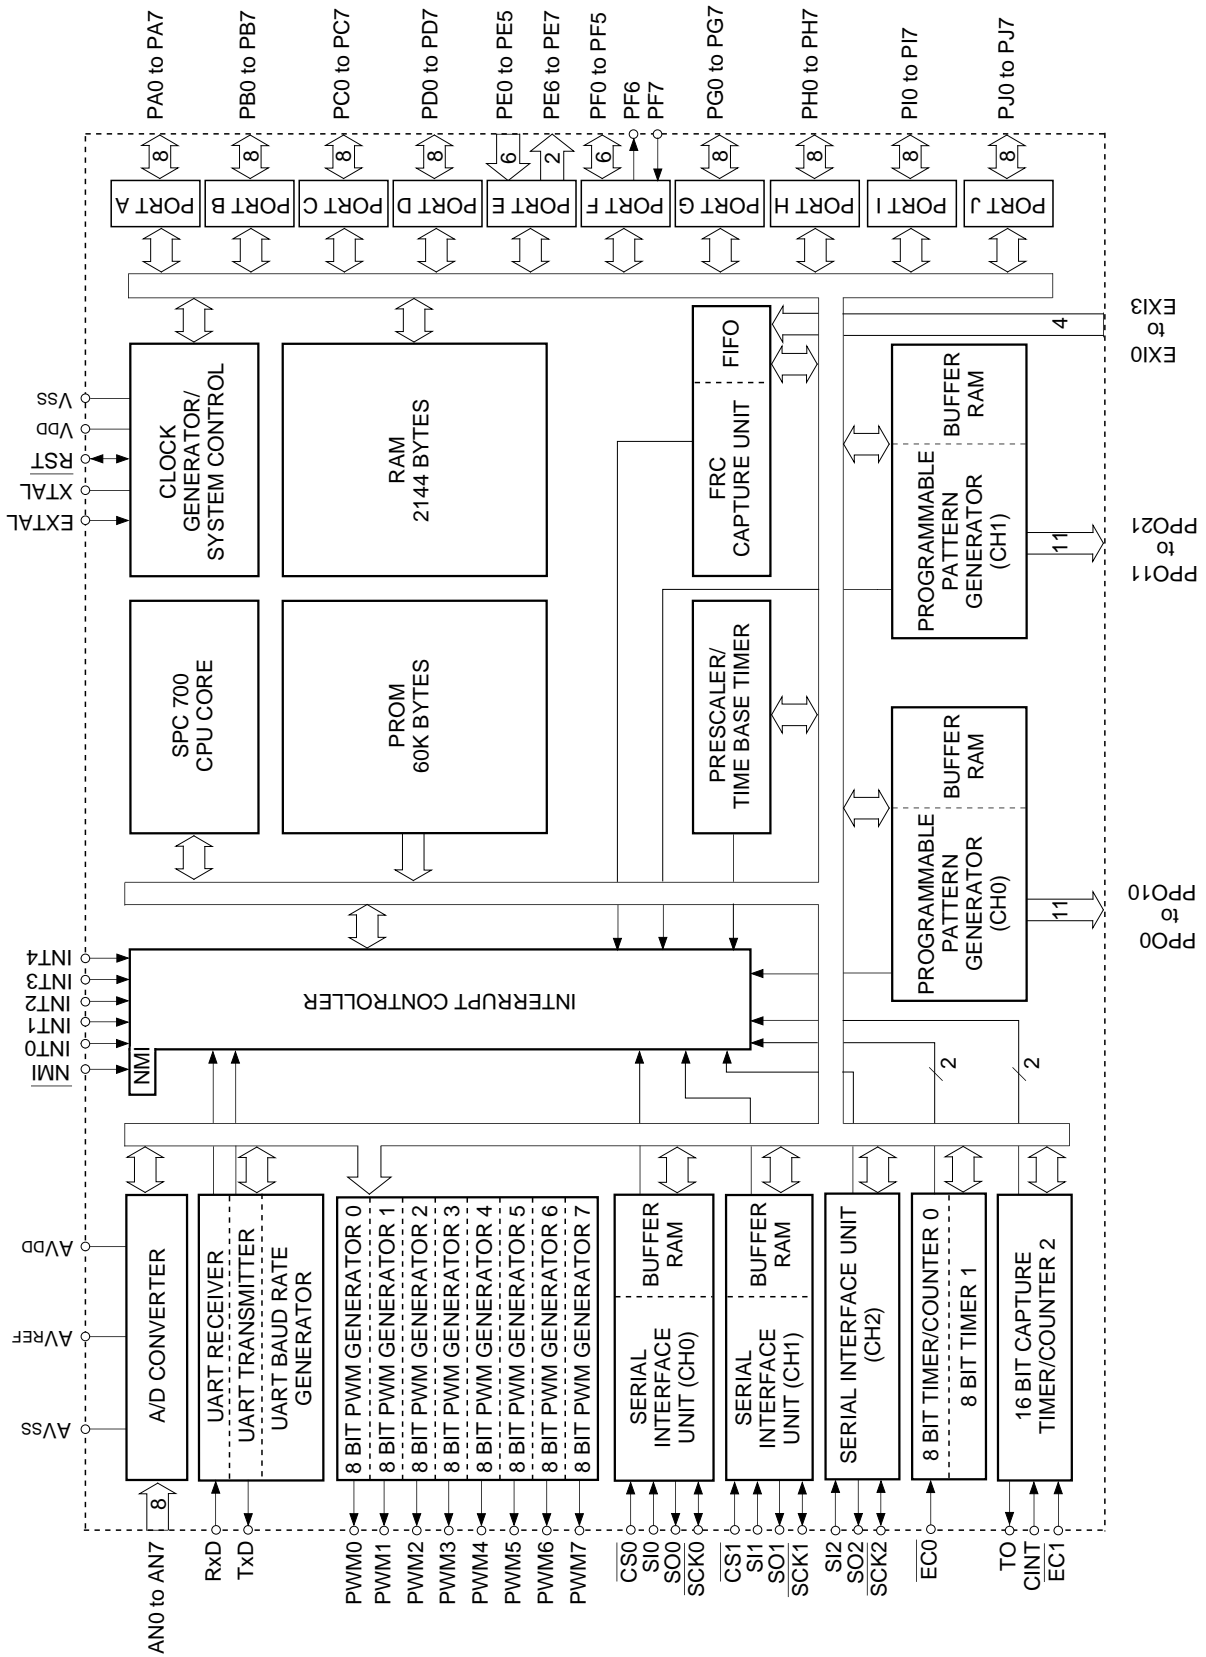 AN0 to AN7
RxD
TxD
PWM0
PWM1
PWM2
PWM3
PWM4
PWM5
PWM6
PWM7
CS0
SI0
SO0
SCK0
CS1
SI1
SO1
SCK1
SI2
SO2
SCK2
EC0
TO
CINT
EC1
8
A/D CONVERTER
UART RECEIVER
UART TRANSMITTER
UART BAUD RATE
GENERATOR
8 BIT PWM GENERATOR 0
8 BIT PWM GENERATOR 1
8 BIT PWM GENERATOR 2
8 BIT PWM GENERATOR 3
8 BIT PWM GENERATOR 4
8 BIT PWM GENERATOR 5
8 BIT PWM GENERATOR 6
8 BIT PWM GENERATOR 7
SERIAL
INTERFACE
UNIT (CH0)
BUFFER
RAM
SERIAL
INTERFACE
UNIT (CH1)
BUFFER
RAM
SERIAL INTERFACE UNIT
(CH2)
8 BIT TIMER/COUNTER 0
8 BIT TIMER 1
16 BIT CAPTURE
TIMER/COUNTER 2
AVSS
AVREF
AVDD
NMI
INT0
INT1
INT2
INT3
INT4
NMI
INTERRUPT CONTROLLER
2
2
SPC 700
CPU CORE
PROM
60K BYTES
PRESCALER/
TIME BASE TIMER
PROGRAMMABLE
PATTERN
GENERATOR
(CH0)
BUFFER
RAM
11
PPO0
to
PPO10
EXTAL
XTAL
RST
VDD
VSS
CLOCK
GENERATOR/
SYSTEM CONTROL
RAM
2144 BYTES
FRC
CAPTURE UNIT
FIFO
PROGRAMMABLE
PATTERN
GENERATOR
(CH1)
BUFFER
RAM
11
PPO11
to
PPO21
4
EXI0
to
EXI3
PORT A
PORT B
PORT C
PORT D
PORT E
PORT F
PORT G
PORT H
PORT I
PORT J
8
8
8
8
6
2
6
8
8
8
8
PA0 to PA7
PB0 to PB7
PC0 to PC7
PD0 to PD7
PE0 to PE5
PE6 to PE7
PF0 to PF5
PF6
PF7
PG0 to PG7
PH0 to PH7
PI0 to PI7
PJ0 to PJ7